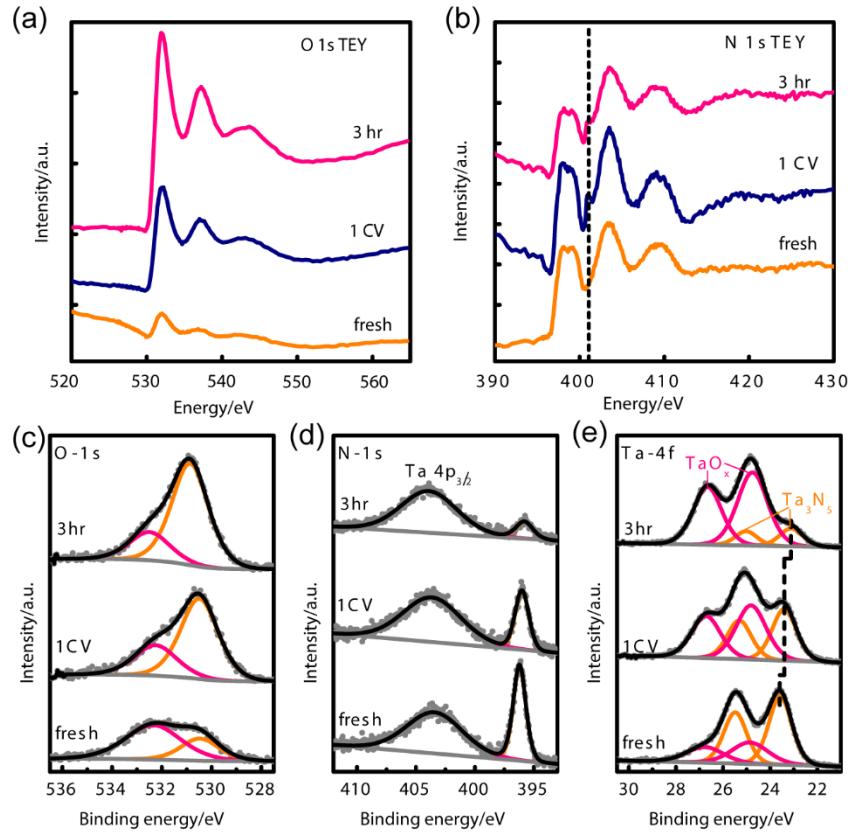 (a)
O 1s TEY
3 hr
1 CV
fresh
Intensity/a.u.
520 530 540 550 560
Energy/eV
(b)
N 1s TEY
3 hr
1 CV
fresh
Intensity/a.u.
390 400 410 420 430
Energy/eV
(c)
O-1s
3hr
1CV
fresh
Intensity/a.u.
536 534 532 530 528
Binding energy/eV
(d)
N-1s
Ta 4p3/2
3hr
1CV
fresh
Intensity/a.u.
410 405 400 395
Binding energy/eV
(e)
Ta-4f
TaOx
Ta3N5
3hr
1CV
fresh
Intensity/a.u.
30 28 26 24 22
Binding energy/eV